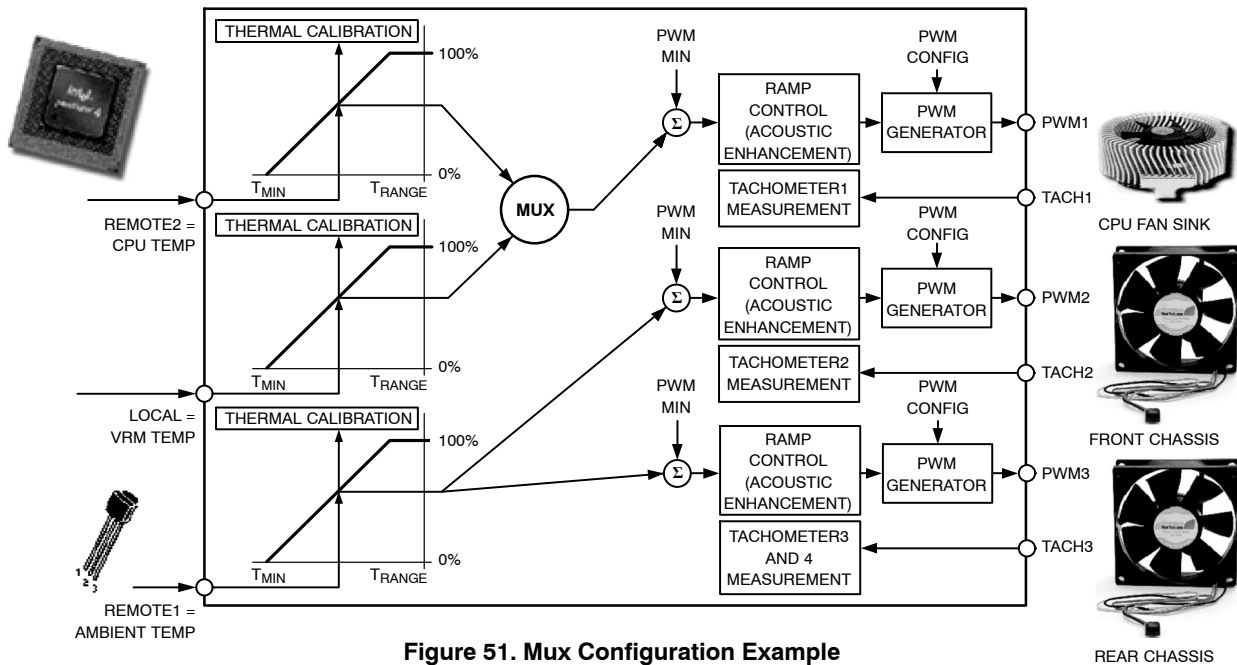 THERMAL CALIBRATION
100%
0%
TMIN
TRANGE
REMOTE2 =
CPU TEMP
THERMAL CALIBRATION
100%
0%
TMIN
TRANGE
LOCAL =
VRM TEMP
THERMAL CALIBRATION
100%
0%
TMIN
TRANGE
REMOTE1 =
AMBIENT TEMP
1
2
3
MUX
PWM
MIN
Σ
RAMP
CONTROL
(ACOUSTIC
ENHANCEMENT)
PWM
CONFIG
PWM
GENERATOR
PWM1
TACHOMETER1
MEASUREMENT
TACH1
CPU FAN SINK
PWM
MIN
Σ
RAMP
CONTROL
(ACOUSTIC
ENHANCEMENT)
PWM
CONFIG
PWM
GENERATOR
PWM2
TACHOMETER2
MEASUREMENT
TACH2
FRONT CHASSIS
PWM
MIN
Σ
RAMP
CONTROL
(ACOUSTIC
ENHANCEMENT)
PWM
CONFIG
PWM
GENERATOR
PWM3
TACHOMETER3
AND 4
MEASUREMENT
TACH3
REAR CHASSIS
Figure 51. Mux Configuration Example